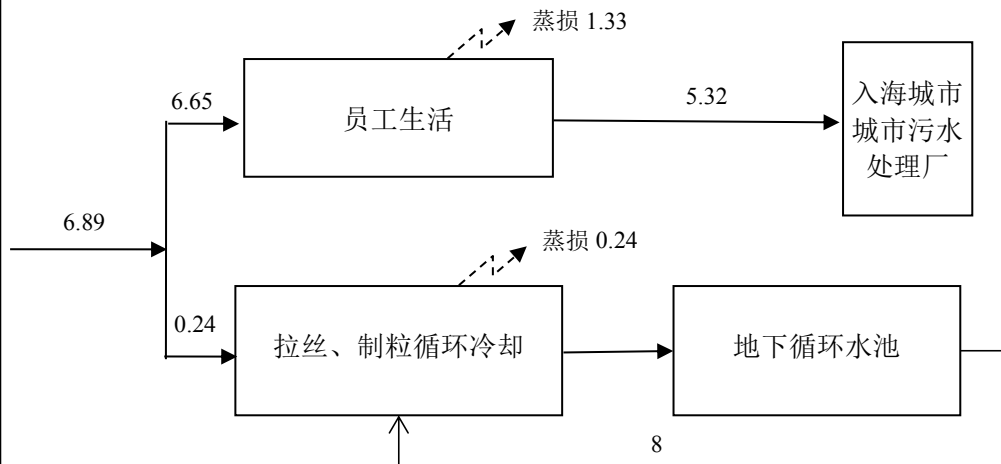 蒸损 1.33
6.65
员工生活
5.32
入海城市
城市污水
处理厂
6.89
蒸损 0.24
0.24
拉丝、制粒循环冷却
地下循环水池
8